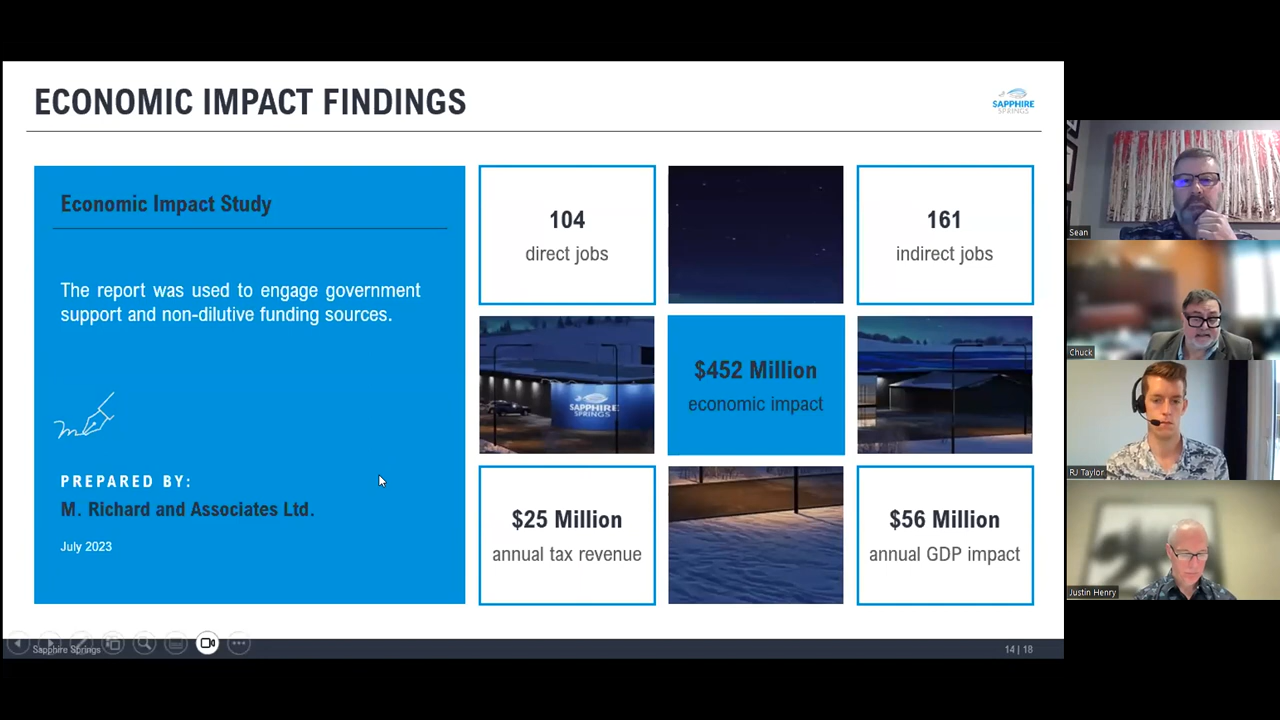 ECONOMIC IMPACT FINDINGS
SAPPHIRE
SPRINGS
Economic Impact Study
The report was used to engage government
support and non-dilutive funding sources.
PREPARED BY:
M. Richard and Associates Ltd.
July 2023
104
direct jobs
161
indirect jobs
SAPPHIRE
SPRINGS
$452 Million
economic impact
$25 Million
annual tax revenue
$56 Million
annual GDP impact
Sapphire Springs
14 | 18
Sean
Chuck
RJ Taylor
Justin Henry